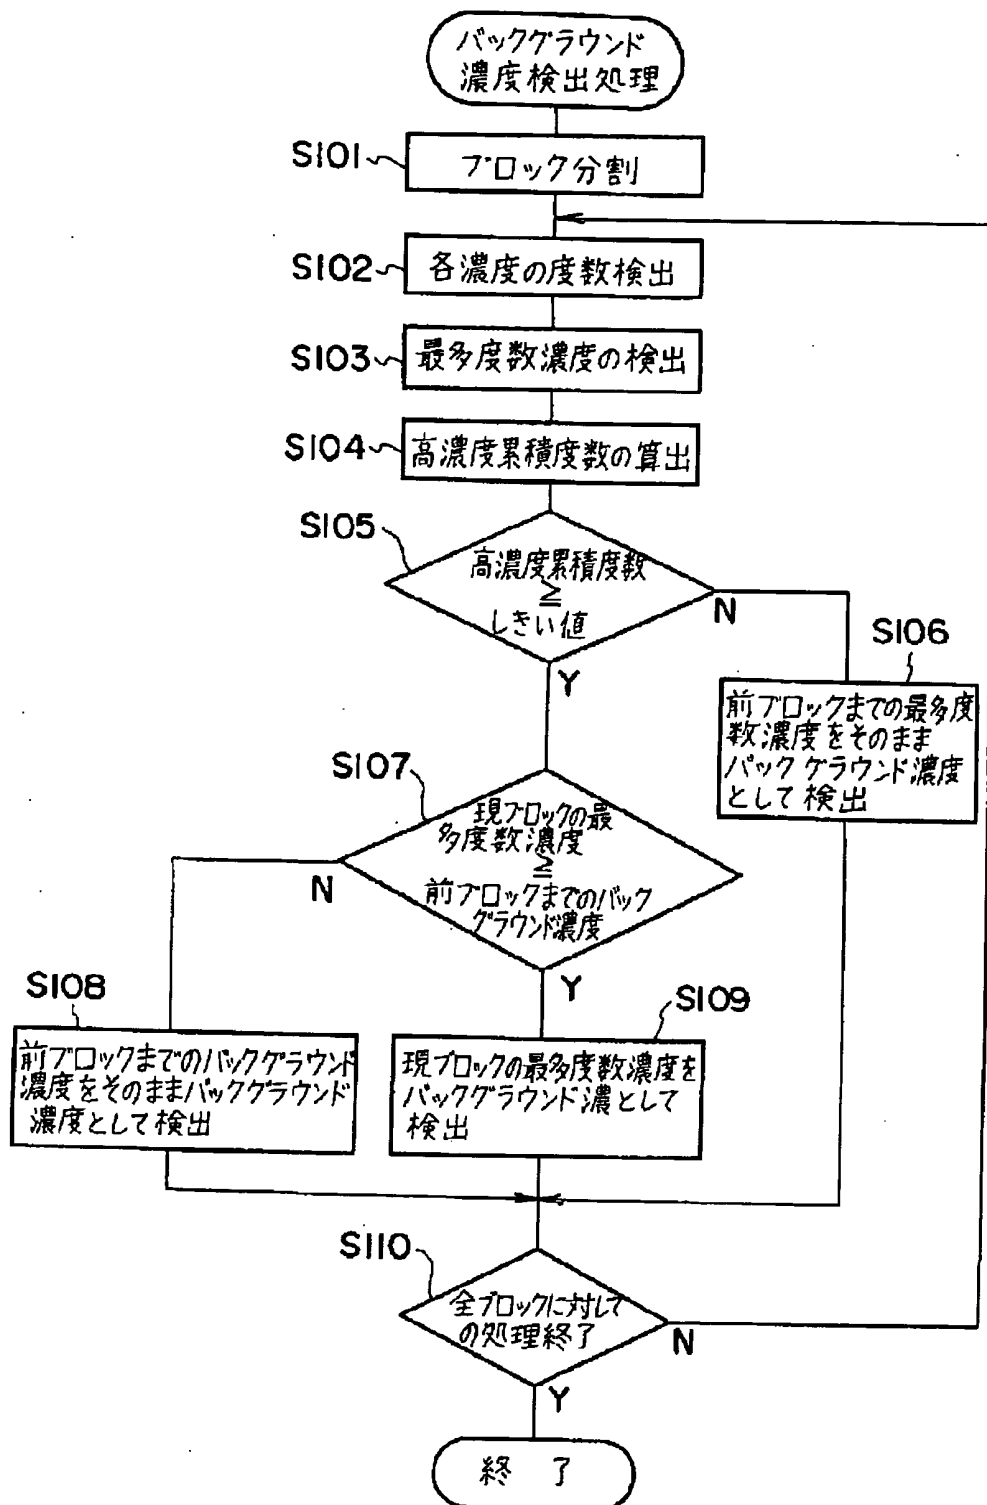 バックグラウンド
濃度検出処理
S101
ブロック分割
S102
各濃度の度数検出
S103
最多度数濃度の検出
S104
高濃度累積度数の算出
S105
高濃度累積度数
≧
しきい値
N
Y
S106
前ブロックまでの最多度
数濃度をそのまま
バックグラウンド濃度
として検出
S107
現ブロックの最
多度数濃度
≧
前ブロックまでのバック
グラウンド濃度
N
Y
S108
前ブロックまでのバックグラウンド
濃度をそのままバックグラウンド
濃度として検出
S109
現ブロックの最多度数濃度を
バックグラウンド濃として
検出
S110
全ブロックに対して
の処理終了
N
Y
終了